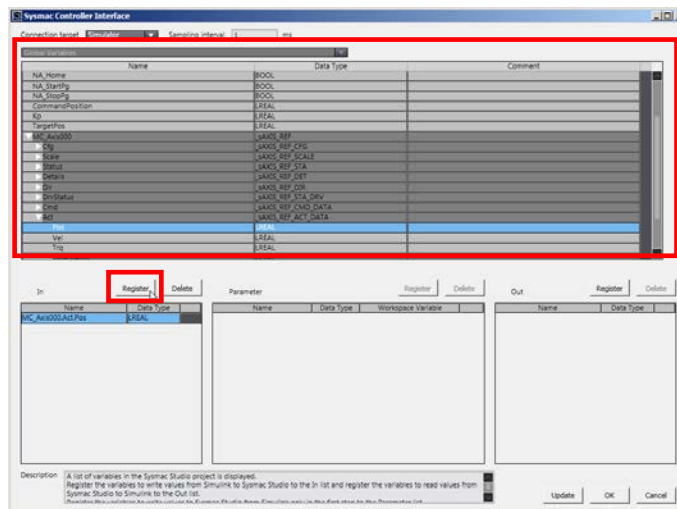 Sysmac Controller Interface
Connection target Simulator Sampling interval 1 ms
Global Variables
Name Data Type Comment
NA_Home BOOL
NA_StartPg BOOL
NA_StopPg BOOL
CommandPosition LREAL
Kp LREAL
TargetPos LREAL
MC_Axis000 _sAXIS_REF
Cfg _sAXIS_REF_CFG
Scale _sAXIS_REF_SCALE
Status _sAXIS_REF_STA
Details _sAXIS_REF_DET
Dir _sAXIS_REF_DIR
DrvStatus _sAXIS_REF_STA_DRV
Cmd _sAXIS_REF_CMD_DATA
Act _sAXIS_REF_ACT_DATA
Pos LREAL
Vel LREAL
Trq LREAL
In Register Delete Parameter Register Delete Out Register Delete
Name Data Type Name Data Type Workspace Variable Name Data Type
MC_Axis000.Act.Pos LREAL
Description A list of variables in the Sysmac Studio project is displayed.
Register the variables to write values from Simulink to Sysmac Studio to the In list and register the variables to read values from
Sysmac Studio to Simulink to the Out list.
Update OK Cancel